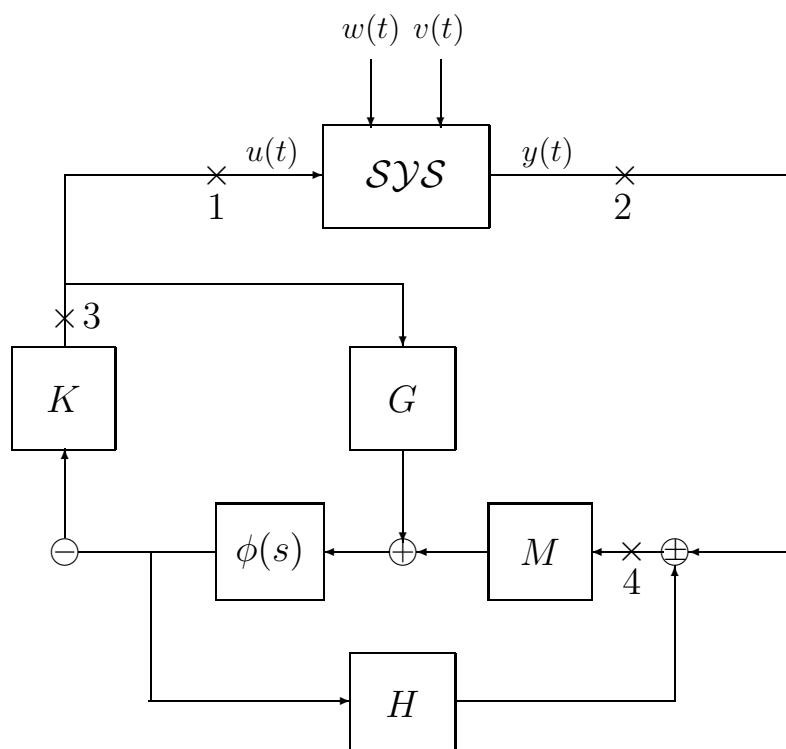 w(t) v(t)
u(t) SYS y(t)
1 2
3
K G
− ϕ(s) + M ±
4
H